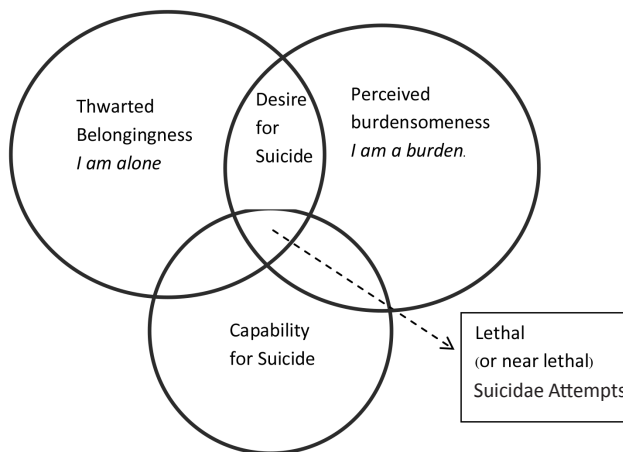 Thwarted
Belongingness
I am alone
Desire
for
Suicide
Perceived
burdensomeness
I am a burden.
Capability
for Suicide
Lethal
(or near lethal)
Suicidae Attempts